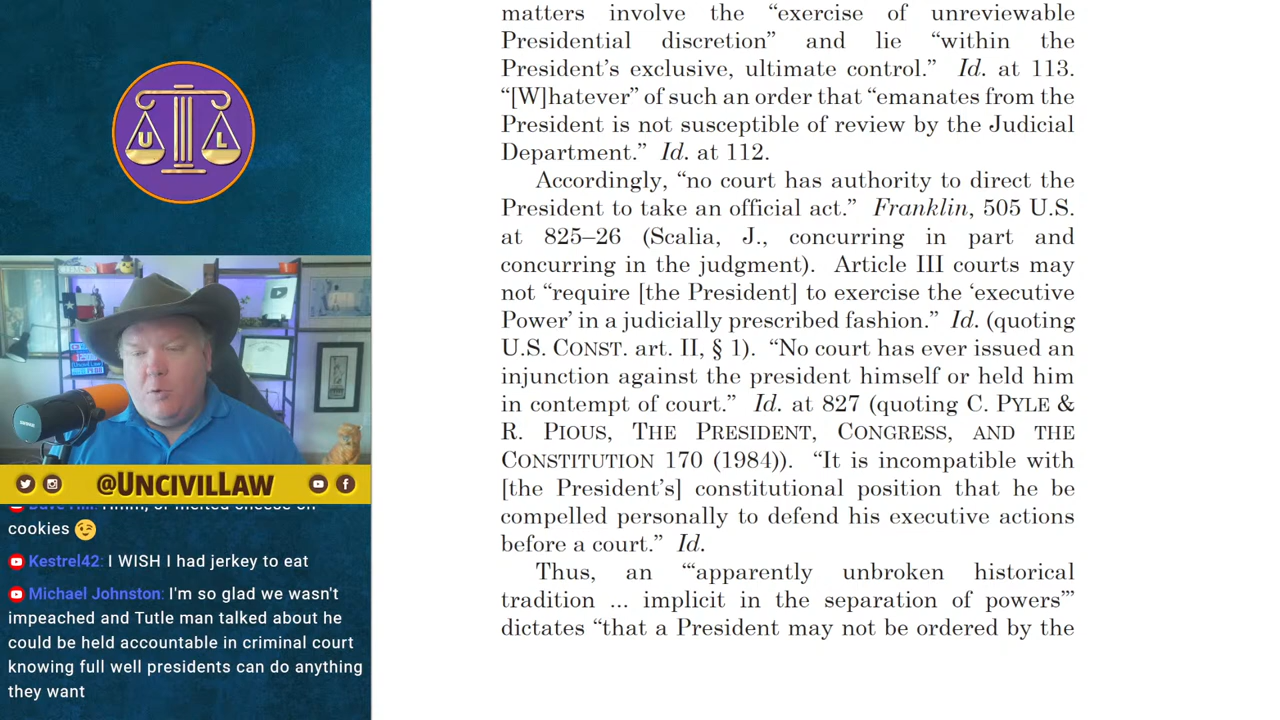 U L
@UNCIVILLAW
cookies 😉
Kestrel42: I WISH I had jerkey to eat
Michael Johnston: I'm so glad we wasn't
impeached and Tutle man talked about he
could be held accountable in criminal court
knowing full well presidents can do anything
they want
matters involve the “exercise of unreviewable
Presidential discretion” and lie “within the
President’s exclusive, ultimate control.” Id. at 113.
“[W]hatever” of such an order that “emanates from the
President is not susceptible of review by the Judicial
Department.” Id. at 112.
Accordingly, “no court has authority to direct the
President to take an official act.” Franklin, 505 U.S.
at 825–26 (Scalia, J., concurring in part and
concurring in the judgment). Article III courts may
not “require [the President] to exercise the ‘executive
Power’ in a judicially prescribed fashion.” Id. (quoting
U.S. CONST. art. II, § 1). “No court has ever issued an
injunction against the president himself or held him
in contempt of court.” Id. at 827 (quoting C. PYLE &
R. PIOUS, THE PRESIDENT, CONGRESS, AND THE
CONSTITUTION 170 (1984)). “It is incompatible with
[the President’s] constitutional position that he be
compelled personally to defend his executive actions
before a court.” Id.
Thus, an “‘apparently unbroken historical
tradition ... implicit in the separation of powers’”
dictates “that a President may not be ordered by the